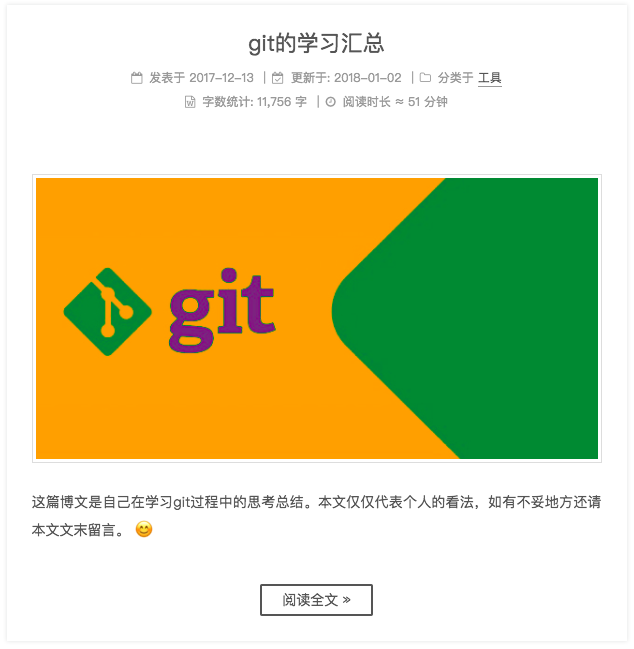 git的学习汇总
发表于 2017-12-13 | 更新于: 2018-01-02 | 分类于 工具
字数统计: 11,756 字 | 阅读时长 ≈ 51 分钟
git
这篇博文是自己在学习git过程中的思考总结。本文仅仅代表个人的看法，如有不妥地方还请
本文文末留言。 😊
阅读全文 »